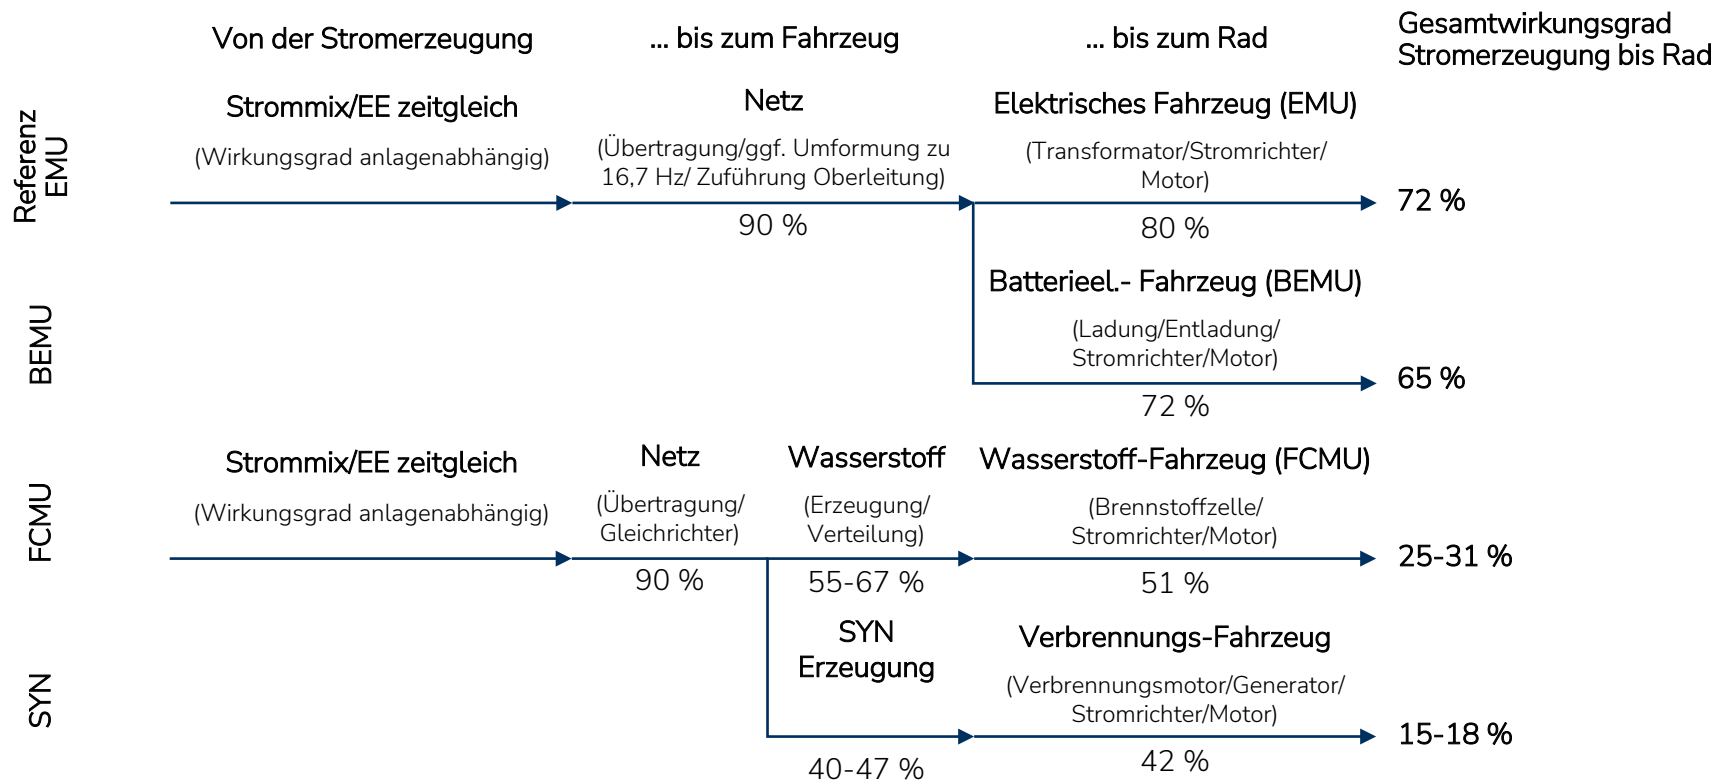 Von der Stromerzeugung
... bis zum Fahrzeug
... bis zum Rad
Gesamtwirkungsgrad
Stromerzeugung bis Rad
Referenz
EMU
Strommix/EE zeitgleich
(Wirkungsgrad anlagenabhängig)
Netz
(Übertragung/ggf. Umformung zu
16,7 Hz/ Zuführung Oberleitung)
90 %
Elektrisches Fahrzeug (EMU)
(Transformator/Stromrichter/
Motor)
80 %
72 %
BEMU
Batterieel.- Fahrzeug (BEMU)
(Ladung/Entladung/
Stromrichter/Motor)
72 %
65 %
FCMU
Strommix/EE zeitgleich
(Wirkungsgrad anlagenabhängig)
Netz
(Übertragung/
Gleichrichter)
90 %
Wasserstoff
(Erzeugung/
Verteilung)
55-67 %
Wasserstoff-Fahrzeug (FCMU)
(Brennstoffzelle/
Stromrichter/Motor)
51 %
25-31 %
SYN
SYN
Erzeugung
40-47 %
Verbrennungs-Fahrzeug
(Verbrennungsmotor/Generator/
Stromrichter/Motor)
42 %
15-18 %